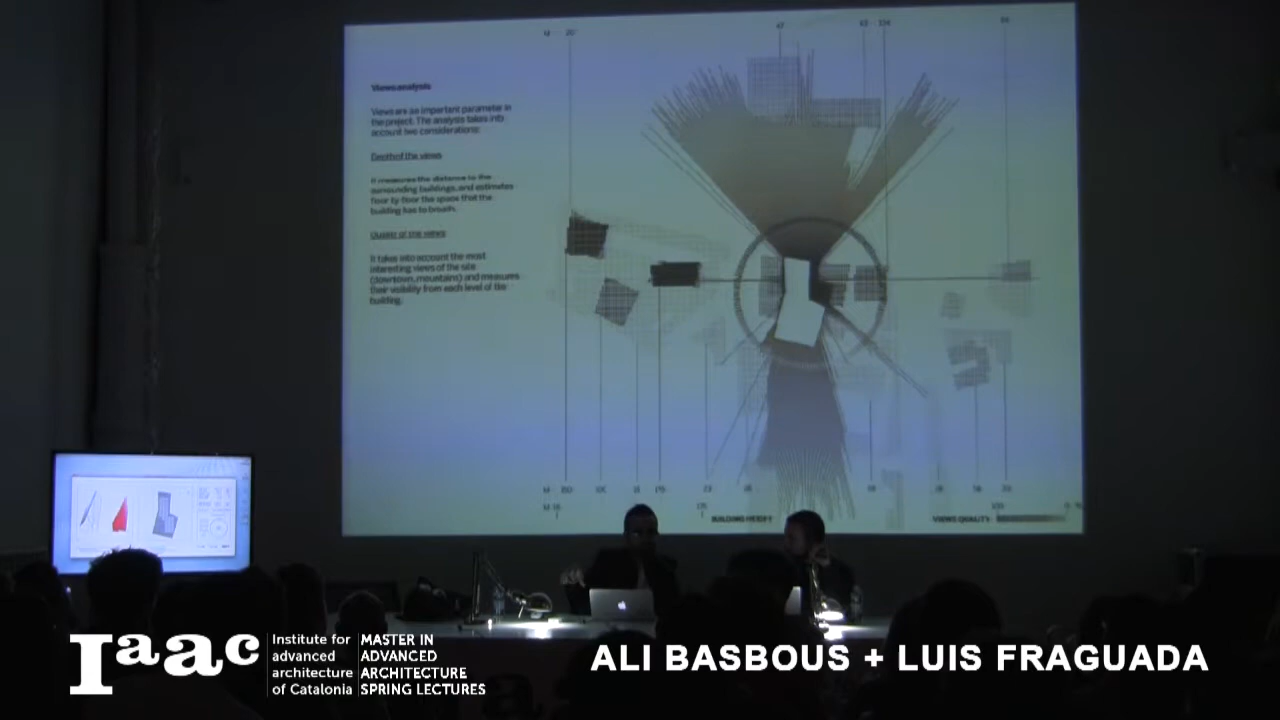 Views analysis
Views are an important parameter in
the project. The analysis takes into
account two considerations:
Depth of the views
It measures the distance to the
surrounding buildings, and estimates
floor by floor the space that the
building has to breath.
Quality of the views
It takes into account the most
interesting views of the site
(downtown, mountains) and measures
their visibility from each level of the
building.
BUILDING HEIGHT
VIEWS QUALITY
Iaac
Institute for
advanced
architecture
of Catalonia
MASTER IN
ADVANCED
ARCHITECTURE
SPRING LECTURES
ALI BASBOUS + LUIS FRAGUADA